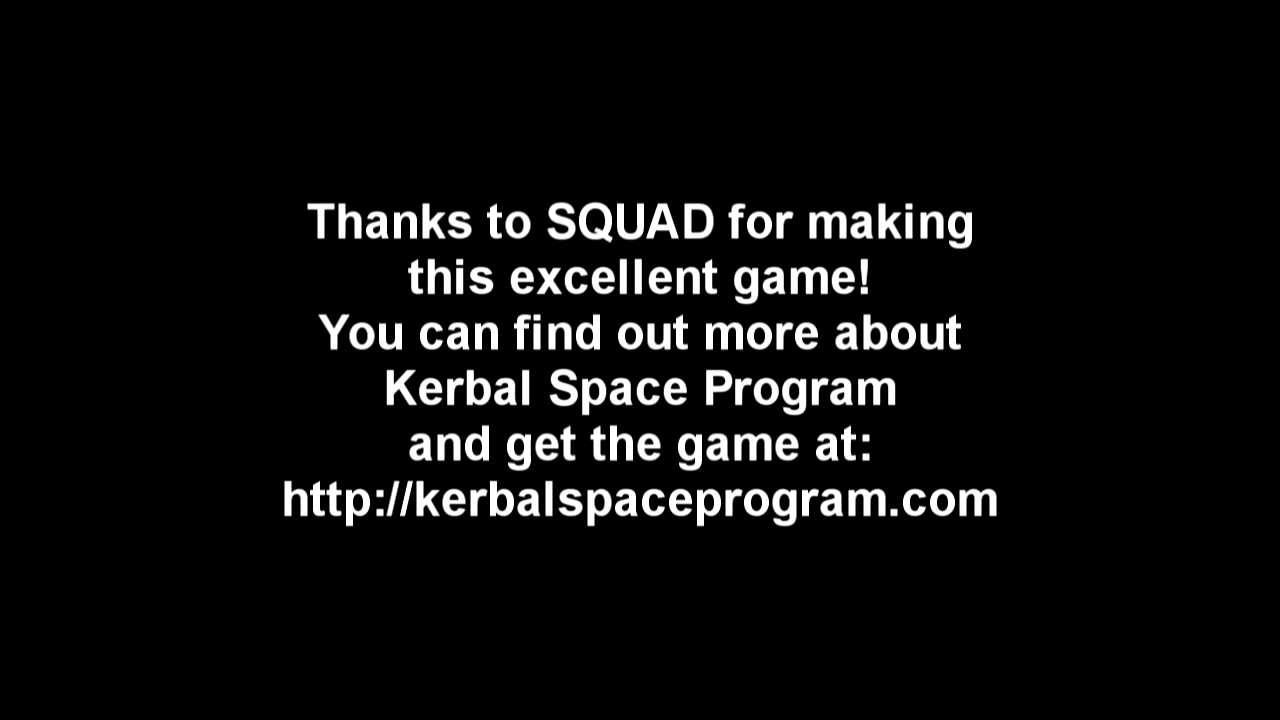 Thanks to SQUAD for making
this excellent game!
You can find out more about
Kerbal Space Program
and get the game at:
http://kerbalspaceprogram.com